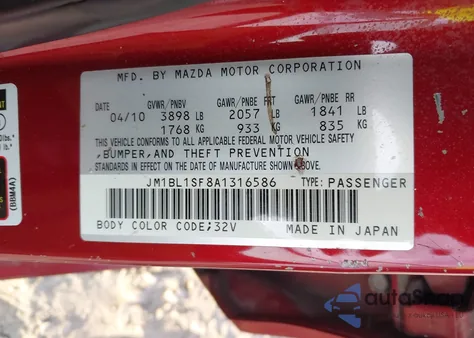 MFD. BY MAZDA MOTOR CORPORATION
DATE GVWR/PNBV GAWR/PNBE FRT GAWR/PNBE RR
04/10 3898 LB 2057 LB 1841 LB
1768 KG 933 KG 835 KG
THIS VEHICLE CONFORMS TO ALL APPLICABLE FEDERAL MOTOR VEHICLE SAFETY
,BUMPER,AND THEFT PREVENTION
STANDARDS IN EFFECT ON THE DATE OF MANUFACTURE SHOWN ABOVE.
JM1BL1SF8A1316586 TYPE: PASSENGER
BODY COLOR CODE;32V MADE IN JAPAN
(BBM4A)